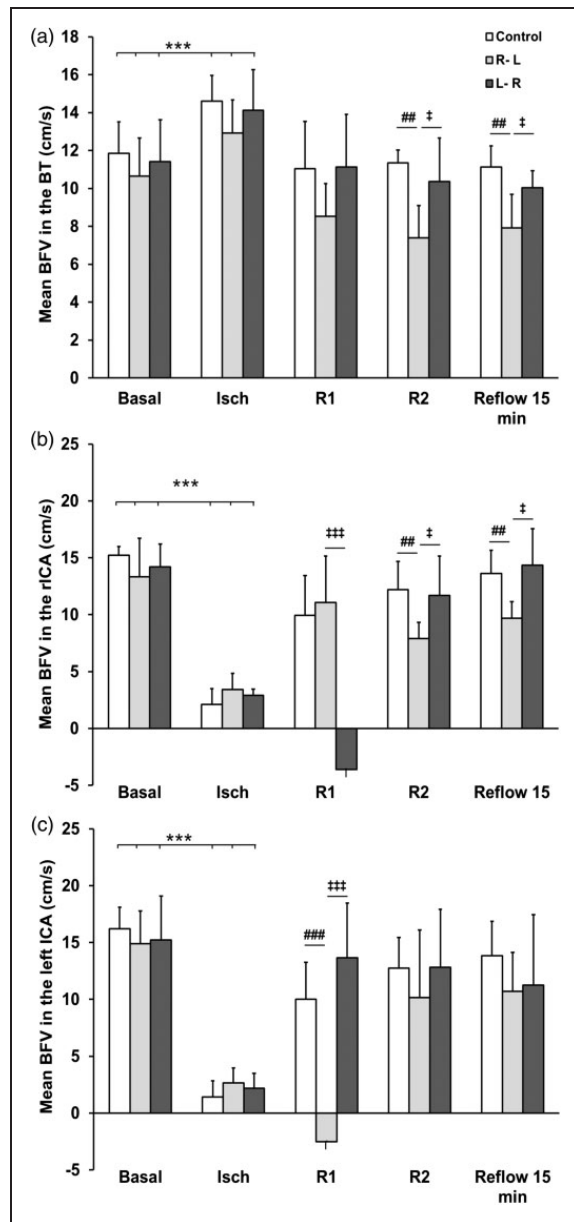 (a)
Mean BFV in the BT (cm/s)
18
16
14
12
10
8
6
4
2
0
***
Control
R- L
L- R
## ‡
## ‡
Basal Isch R1 R2 Reflow 15
min
(b)
Mean BFV in the rICA (cm/s)
25
20
15
10
5
0
-5
***
‡‡‡
## ‡
## ‡
Basal Isch R1 R2 Reflow 15
(c)
Mean BFV in the left ICA (cm/s)
25
20
15
10
5
0
-5
***
### ‡‡‡
Basal Isch R1 R2 Reflow 15
min